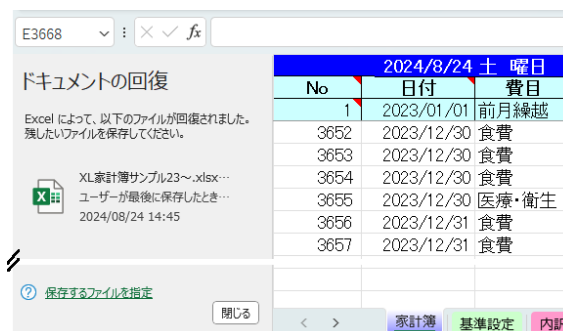 E3668
fx
ドキュメントの回復
Excel によって、以下のファイルが回復されました。
残したいファイルを保存してください。
XL家計簿サンプル23～.xlsx…
ユーザーが最後に保存したとき…
2024/08/24 14:45
保存するファイルを指定
閉じる
2024/8/24 土 曜日
No 日付 費目
1 2023/01/01 前月繰越
3652 2023/12/30 食費
3653 2023/12/30 食費
3654 2023/12/30 食費
3655 2023/12/30 医療・衛生
3656 2023/12/31 食費
3657 2023/12/31 食費
家計簿 基準設定 内訳